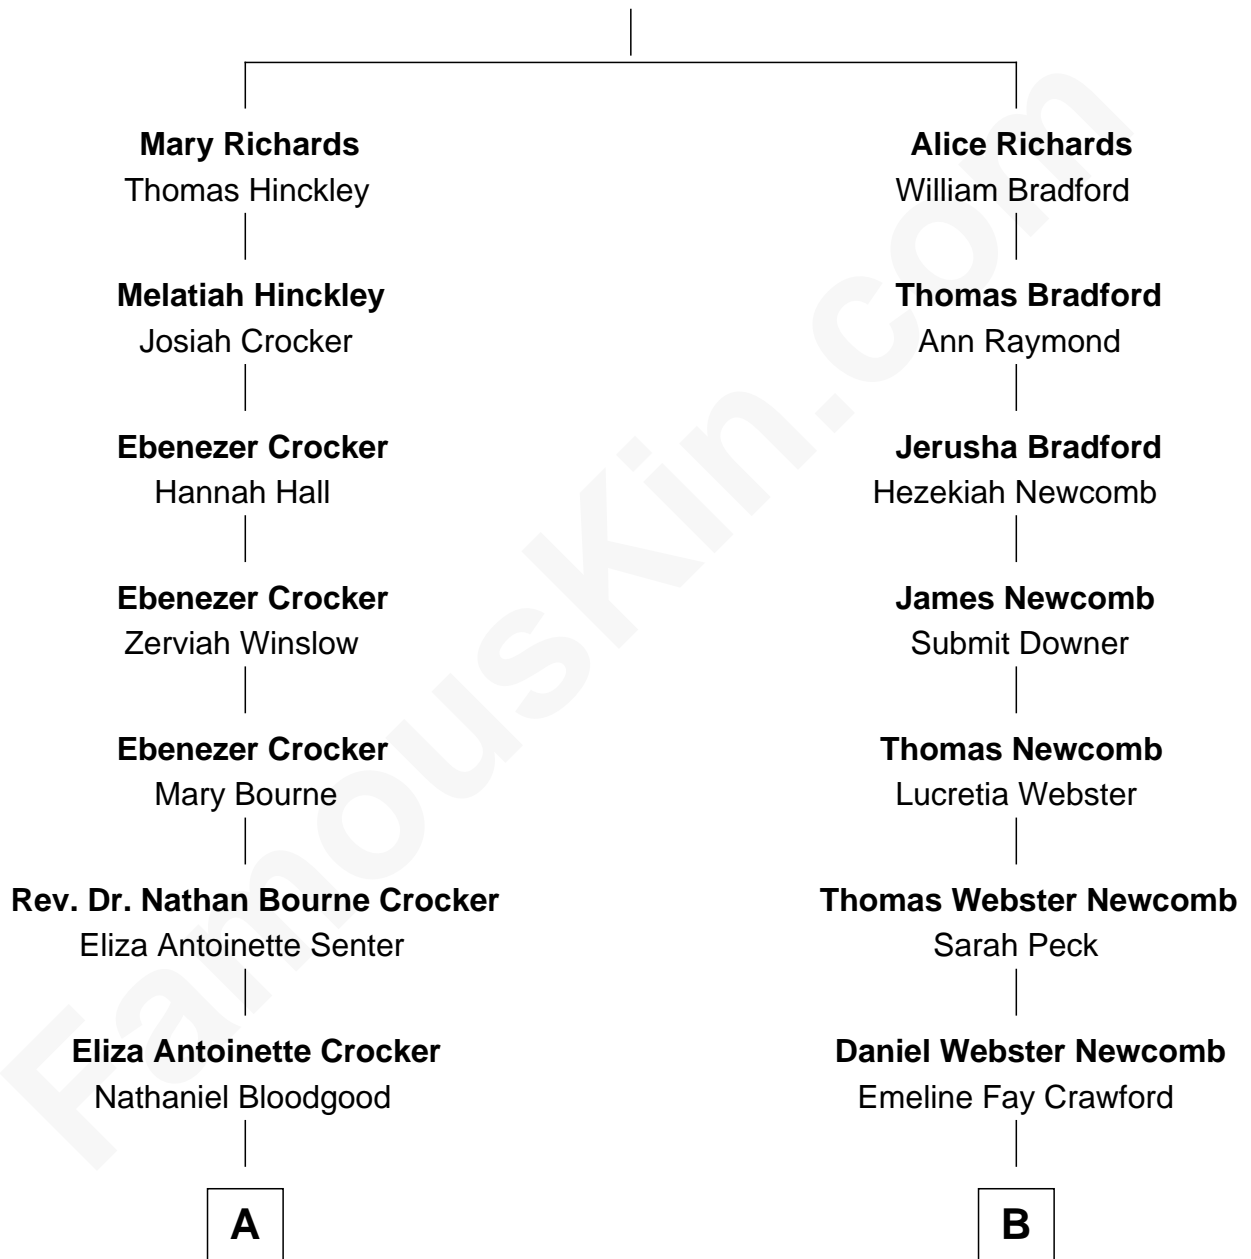 Mary Richards
Thomas Hinckley
Alice Richards
William Bradford
Melatiah Hinckley
Josiah Crocker
Thomas Bradford
Ann Raymond
Ebenezer Crocker
Hannah Hall
Jerusha Bradford
Hezekiah Newcomb
Ebenezer Crocker
Zerviah Winslow
James Newcomb
Submit Downer
Ebenezer Crocker
Mary Bourne
Thomas Newcomb
Lucretia Webster
Rev. Dr. Nathan Bourne Crocker
Eliza Antoinette Senter
Thomas Webster Newcomb
Sarah Peck
Eliza Antoinette Crocker
Nathaniel Bloodgood
Daniel Webster Newcomb
Emeline Fay Crawford
A
B
FamousKin.com